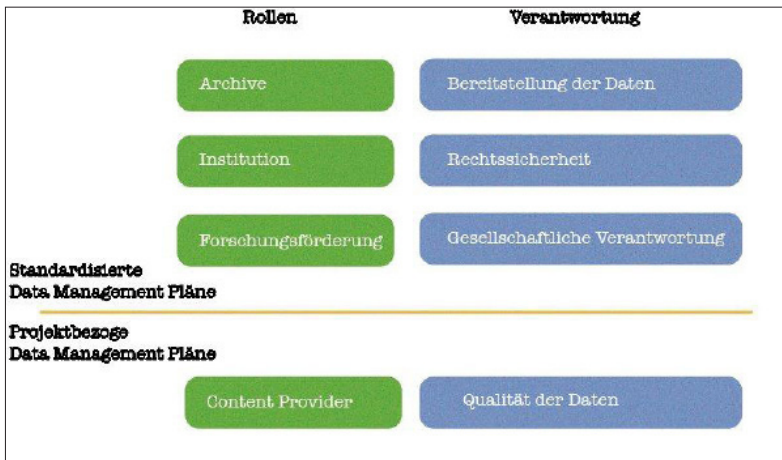 Rollen Verantwortung
Archive Bereitstellung der Daten
Institution Rechtssicherheit
Forschungsförderung Gesellschaftliche Verantwortung
Standardisierte
Data Management Pläne
Projektbezoge
Data Management Pläne
Content Provider Qualität der Daten